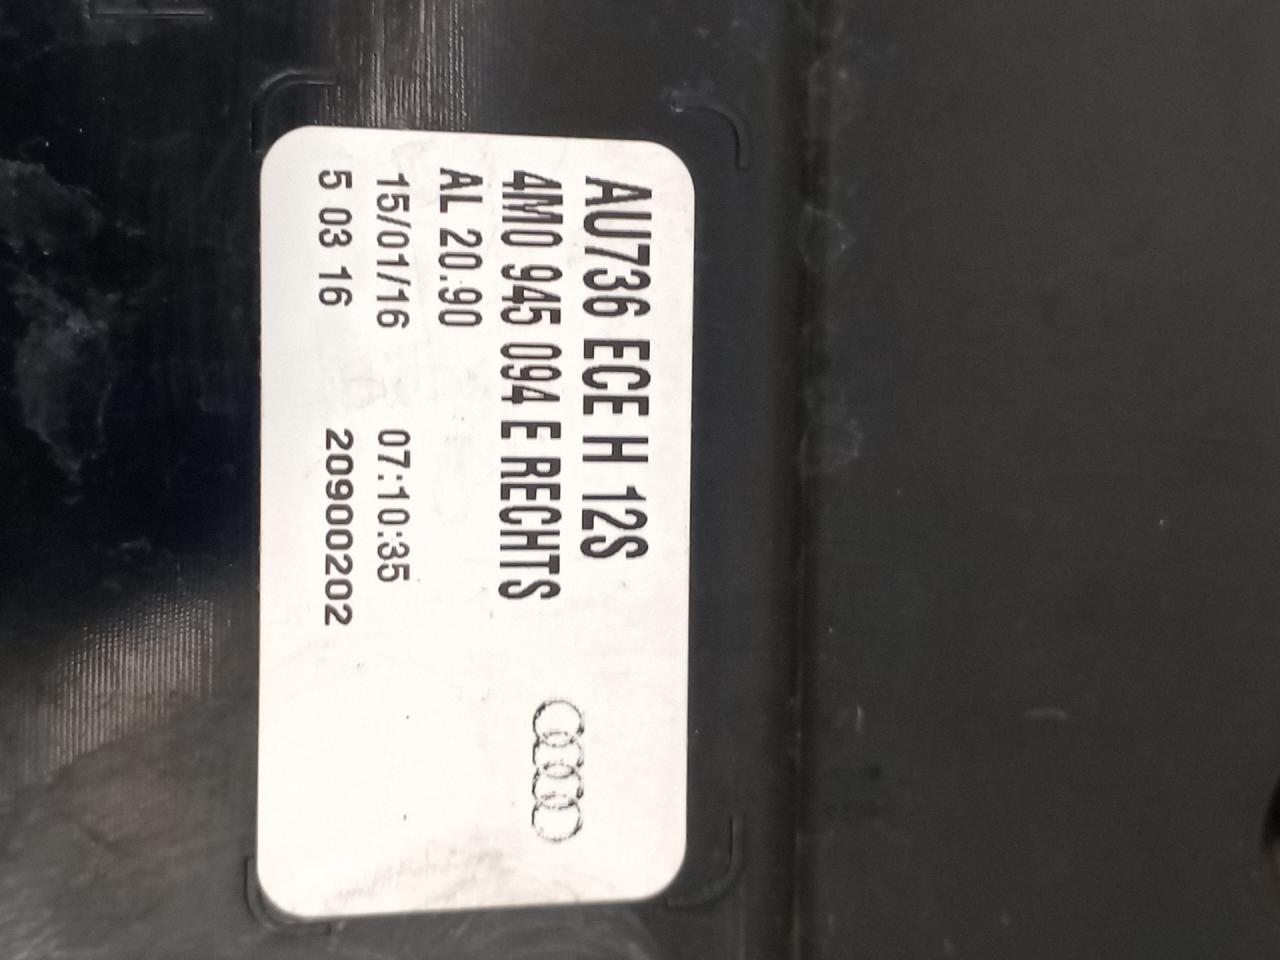 AU736 ECE H 12S
4M0 945 094 E RECHTS
AL 20.90
15/01/16 07:10:35
5 03 16 20900202